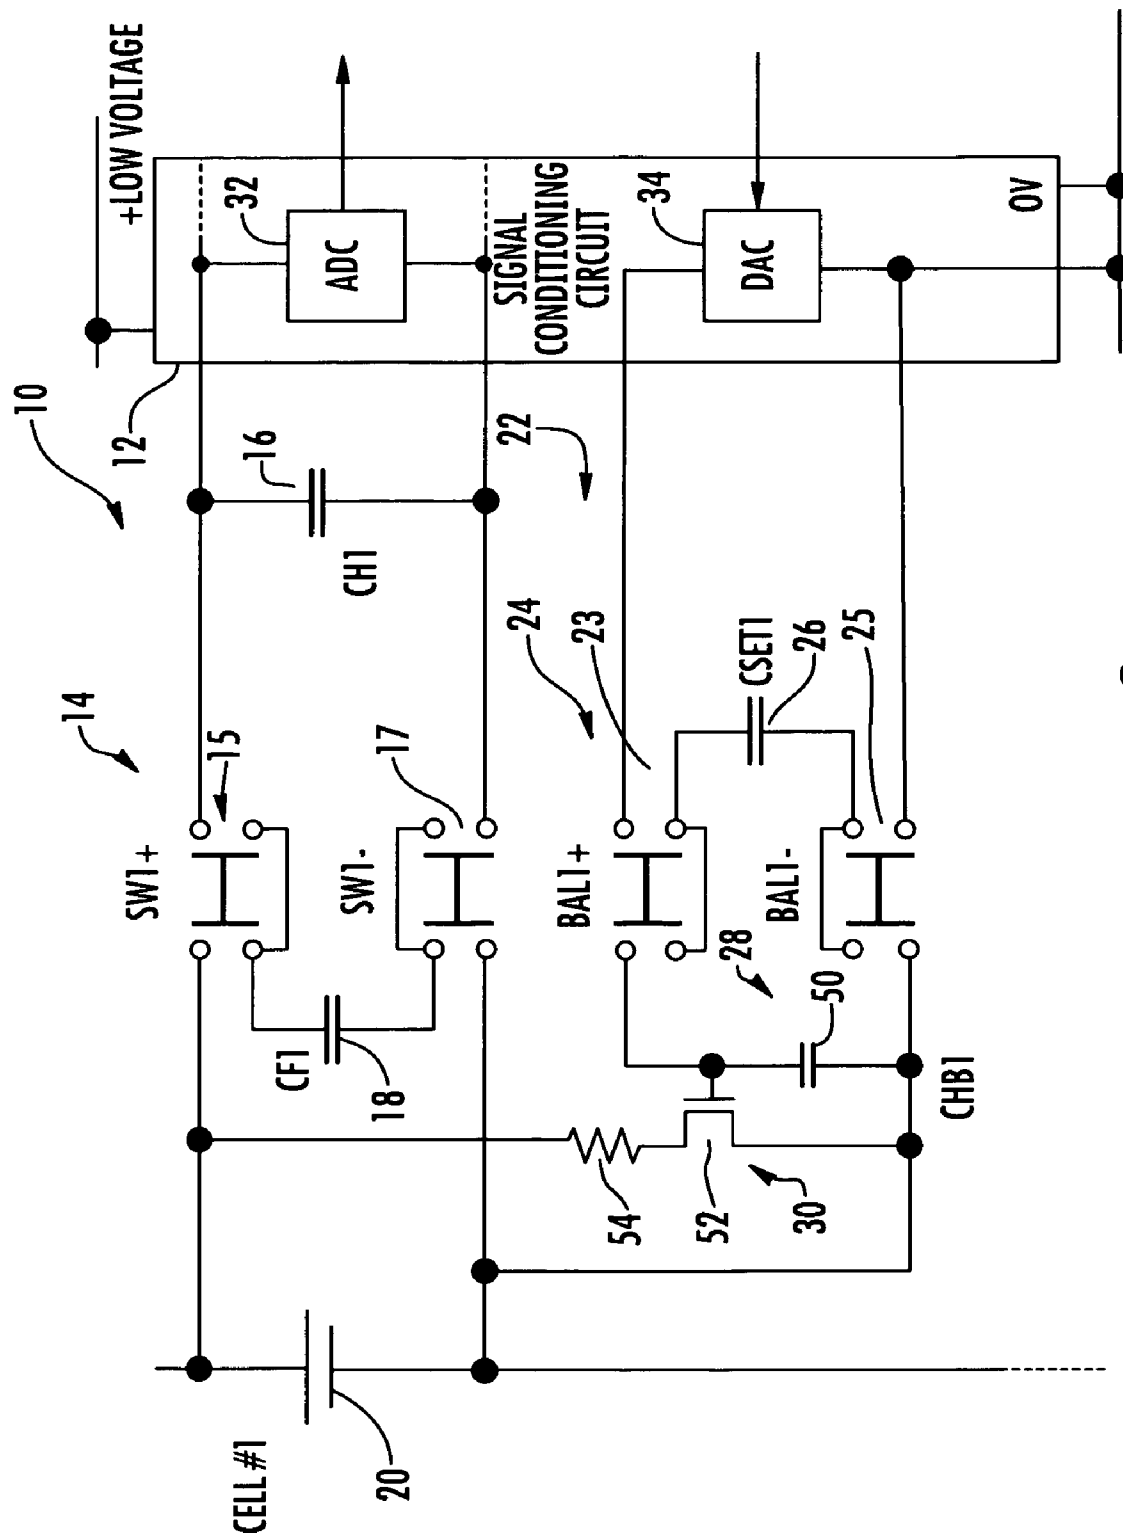 +LOW VOLTAGE
10
12
14
15
SW1+
16
CH1
17
SW1-
CF1
18
CELL #1
20
32
ADC
SIGNAL
CONDITIONING
CIRCUIT
34
DAC
0V
22
24
23
BAL1+
CSET1
26
25
BAL1-
28
50
CHB1
54
52
30